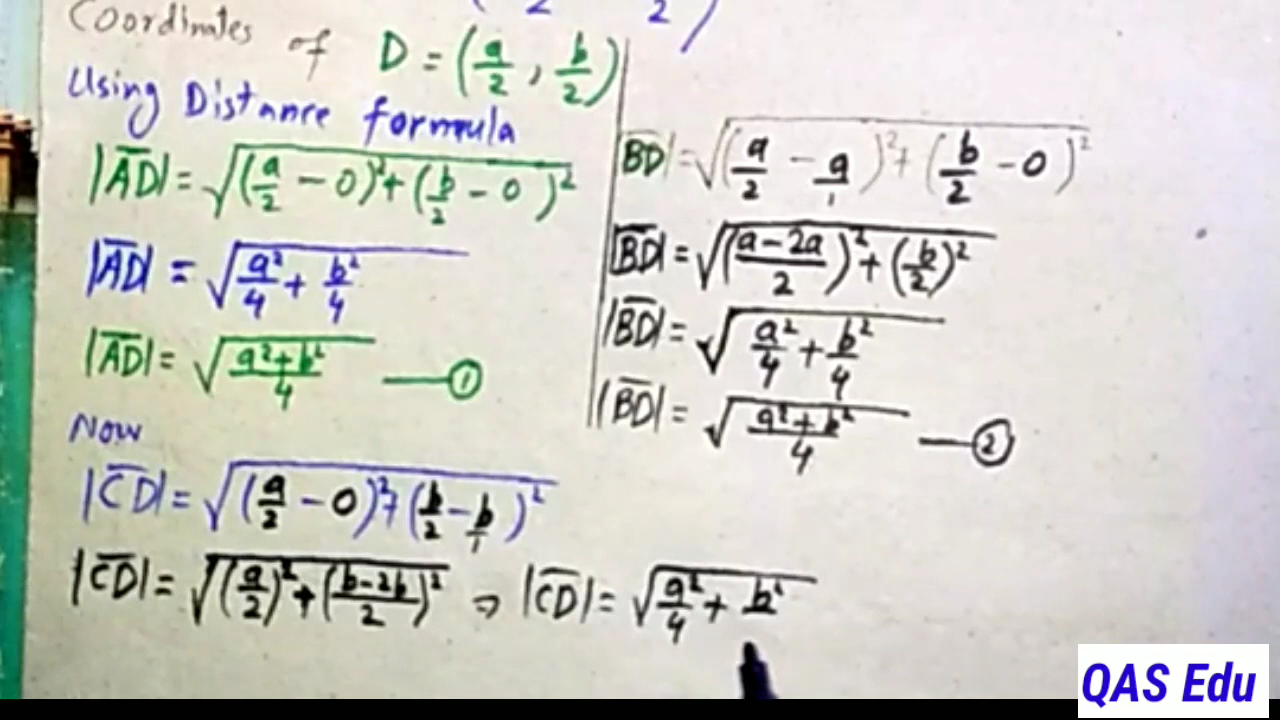 ( 2 2 )
Coordinates of D = (a/2, b/2)
Using Distance formula
|AD| = √((a/2 - 0)² + (b/2 - 0)²)
|AD| = √(a²/4 + b²/4)
|AD| = √((a² + b²)/4) — ①
|BD| = √((a/2 - a/1)² + (b/2 - 0)²)
|BD| = √(((a - 2a)/2)² + (b/2)²)
|BD| = √(a²/4 + b²/4)
|BD| = √((a² + b²)/4) — ②
Now
|CD| = √((a/2 - 0)² + (b/2 - b/1)²)
|CD| = √((a/2)² + ((b - 2b)/2)²) ⇒ |CD| = √(a²/4 + b²
QAS Edu